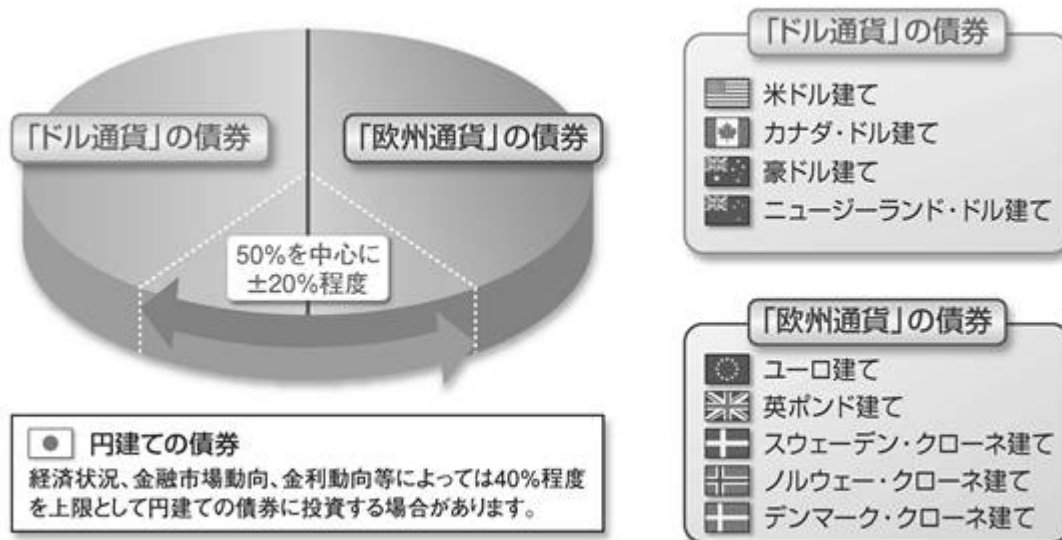 「ドル通貨」の債券
「欧州通貨」の債券
50%を中心に
±20%程度
円建ての債券
経済状況、金融市場動向、金利動向等によっては40%程度
を上限として円建ての債券に投資する場合があります。
「ドル通貨」の債券
米ドル建て
カナダ・ドル建て
豪ドル建て
ニュージーランド・ドル建て
「欧州通貨」の債券
ユーロ建て
英ポンド建て
スウェーデン・クローネ建て
ノルウェー・クローネ建て
デンマーク・クローネ建て